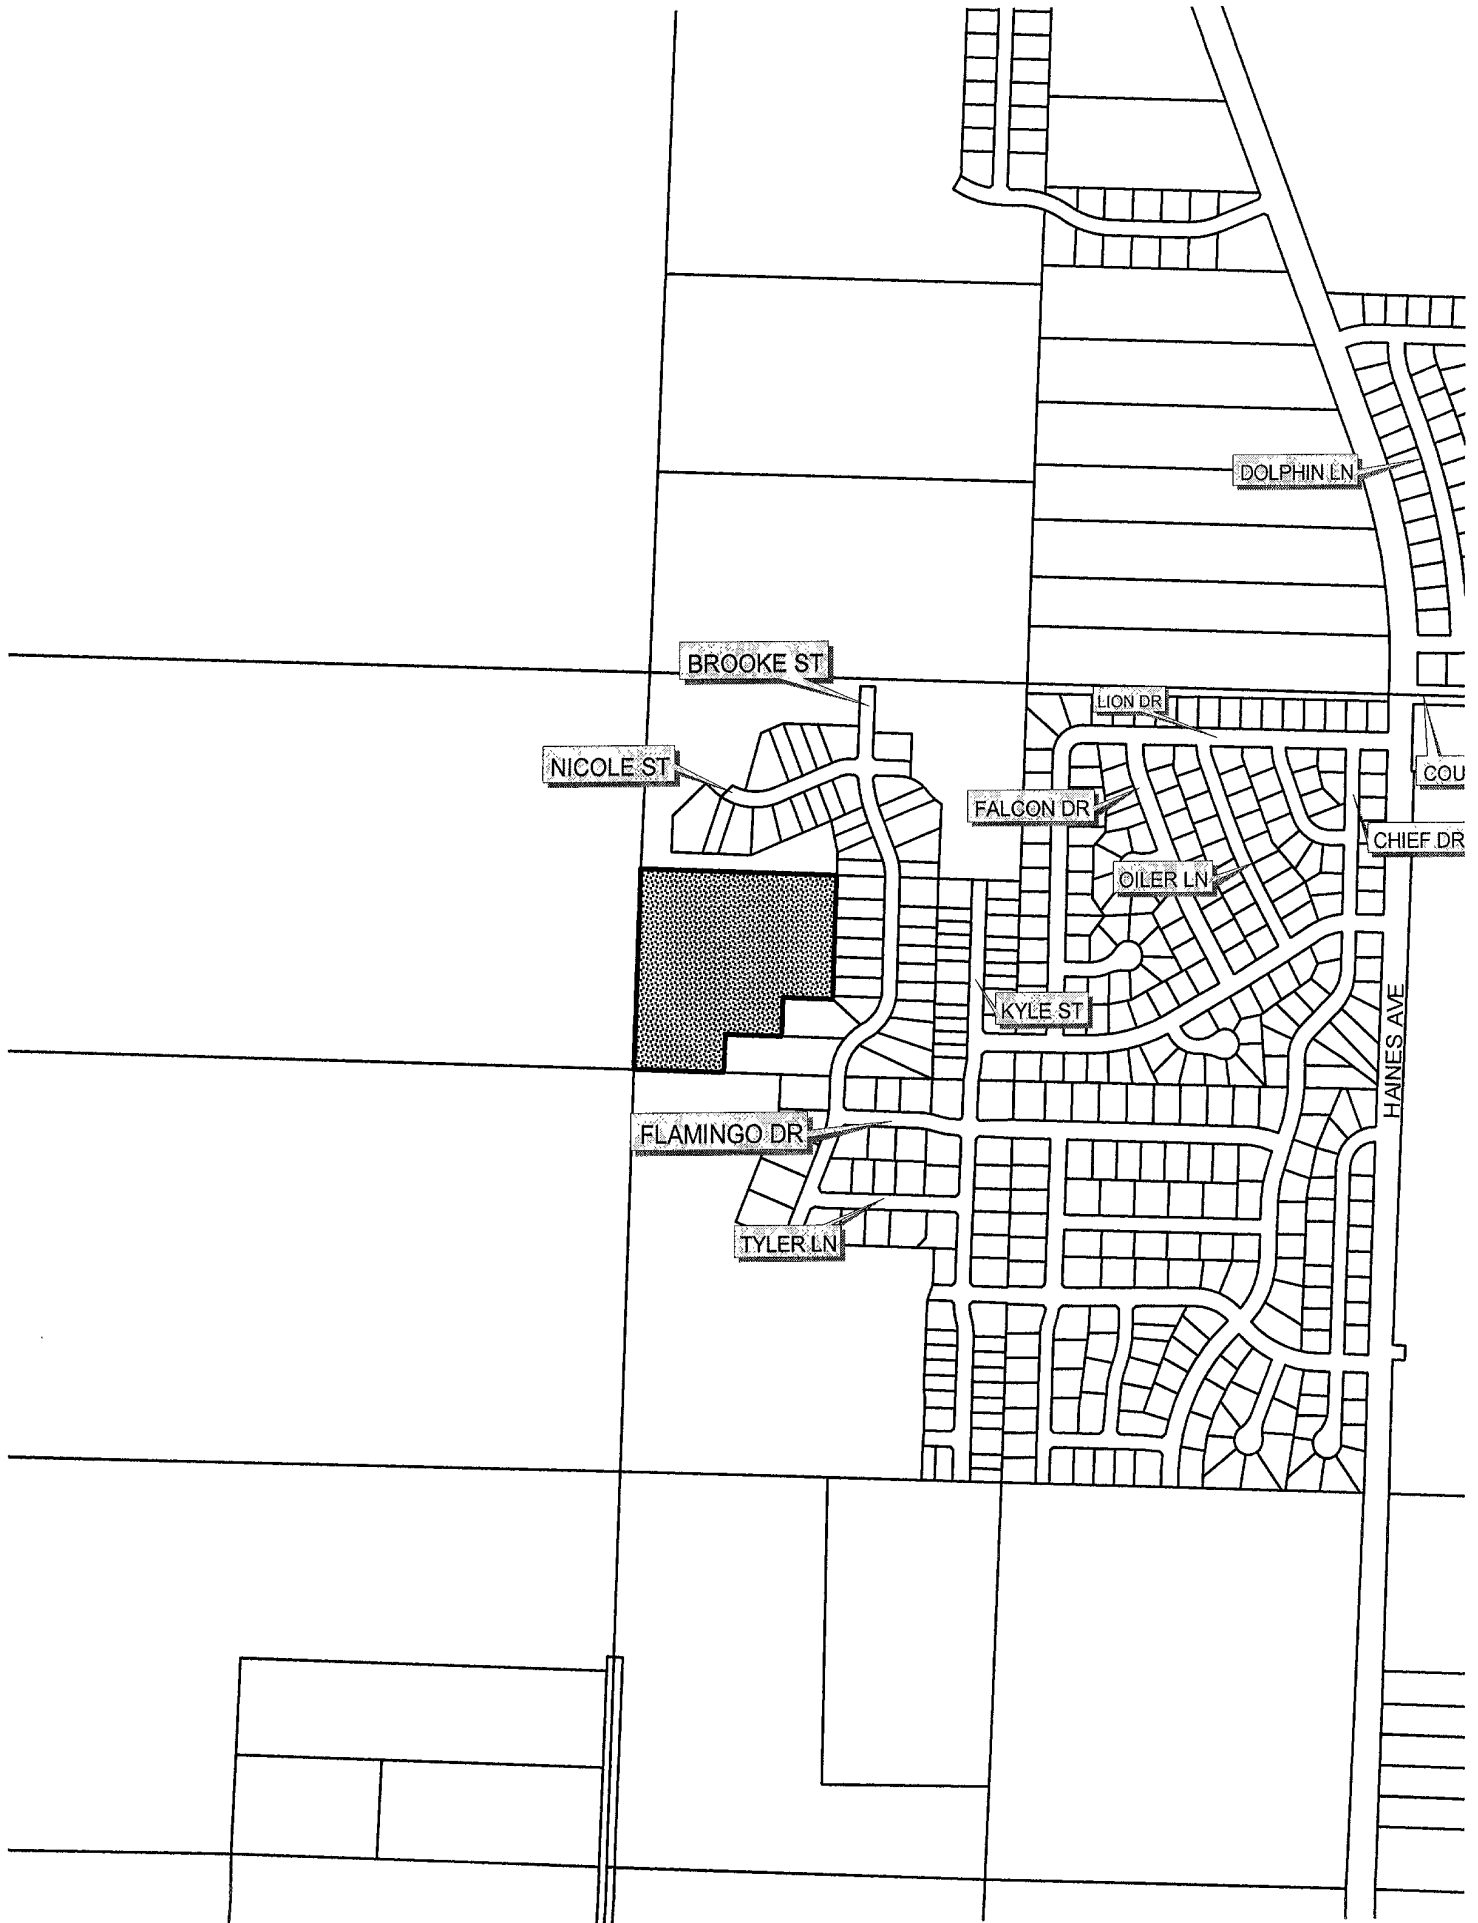 DOLPHIN LN
BROOKE ST
LION DR
NICOLE ST
COU
FALCON DR
CHIEF DR
OILER LN
KYLE ST
HAINES AVE
FLAMINGO DR
TYLER LN